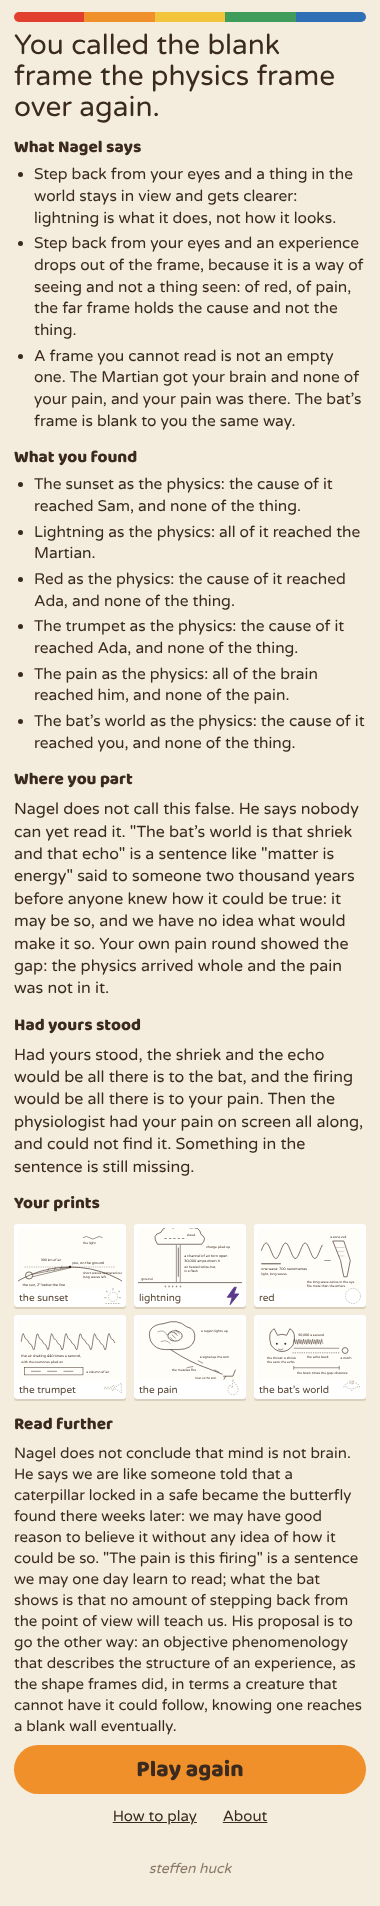 You called the blank
frame the physics frame
over again.
What Nagel says
• Step back from your eyes and a thing in the
world stays in view and gets clearer:
lightning is what it does, not how it looks.
• Step back from your eyes and an experience
drops out of the frame, because it is a way of
seeing and not a thing seen: of red, of pain,
the far frame holds the cause and not the
thing.
• A frame you cannot read is not an empty
one. The Martian got your brain and none of
your pain, and your pain was there. The bat's
frame is blank to you the same way.
What you found
• The sunset as the physics: the cause of it
reached Sam, and none of the thing.
• Lightning as the physics: all of it reached the
Martian.
• Red as the physics: the cause of it reached
Ada, and none of the thing.
• The trumpet as the physics: the cause of it
reached Ada, and none of the thing.
• The pain as the physics: all of the brain
reached him, and none of the pain.
• The bat's world as the physics: the cause of it
reached you, and none of the thing.
Where you part
Nagel does not call this false. He says nobody
can yet read it. "The bat's world is that shriek
and that echo" is a sentence like "matter is
energy" said to someone two thousand years
before anyone knew how it could be true: it
may be so, and we have no idea what would
make it so. Your own pain round showed the
gap: the physics arrived whole and the pain
was not in it.
Had yours stood
Had yours stood, the shriek and the echo
would be all there is to the bat, and the firing
would be all there is to your pain. Then the
physiologist had your pain on screen all along,
and could not find it. Something in the
sentence is still missing.
Your prints
the sunset
lightning
red
the trumpet
the pain
the bat's world
Read further
Nagel does not conclude that mind is not brain.
He says we are like someone told that a
caterpillar locked in a safe became the butterfly
found there weeks later: we may have good
reason to believe it without any idea of how it
could be so. "The pain is this firing" is a sentence
we may one day learn to read; what the bat
shows is that no amount of stepping back from
the point of view will teach us. His proposal is to
go the other way: an objective phenomenology
that describes the structure of an experience, as
the shape frames did, in terms a creature that
cannot have it could follow, knowing one reaches
a blank wall eventually.
Play again
How to play About
steffen huck